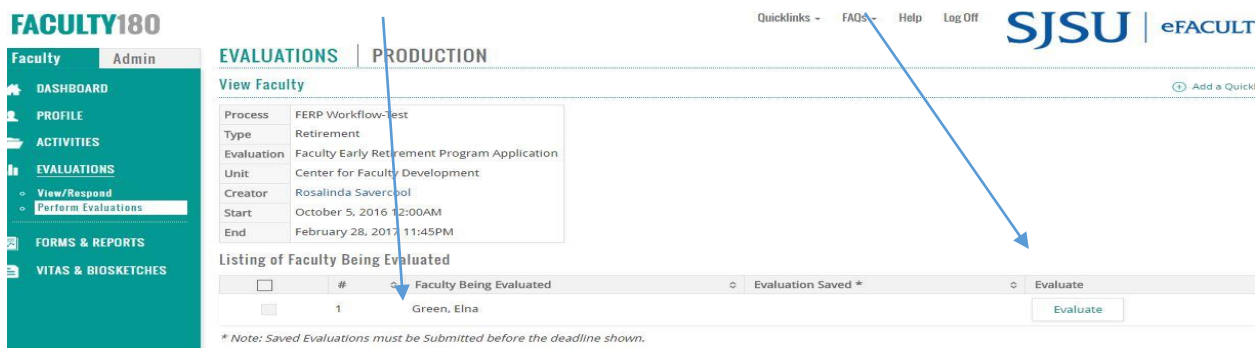 FACULTY180
Quicklinks FAQs Help Log Off
SJSU | eFACULT
Faculty Admin
EVALUATIONS | PRODUCTION
DASHBOARD
View Faculty
Add a Quickl
PROFILE
ACTIVITIES
EVALUATIONS
View/Respond
Perform Evaluations
FORMS & REPORTS
VITAS & BIOSKETCHES
Process FERP Workflow-Test
Type Retirement
Evaluation Faculty Early Retirement Program Application
Unit Center for Faculty Development
Creator Rosalinda Savercool
Start October 5, 2016 12:00AM
End February 28, 2017 11:45PM
Listing of Faculty Being Evaluated
# Faculty Being Evaluated Evaluation Saved * Evaluate
1 Green, Elna Evaluate
* Note: Saved Evaluations must be Submitted before the deadline shown.